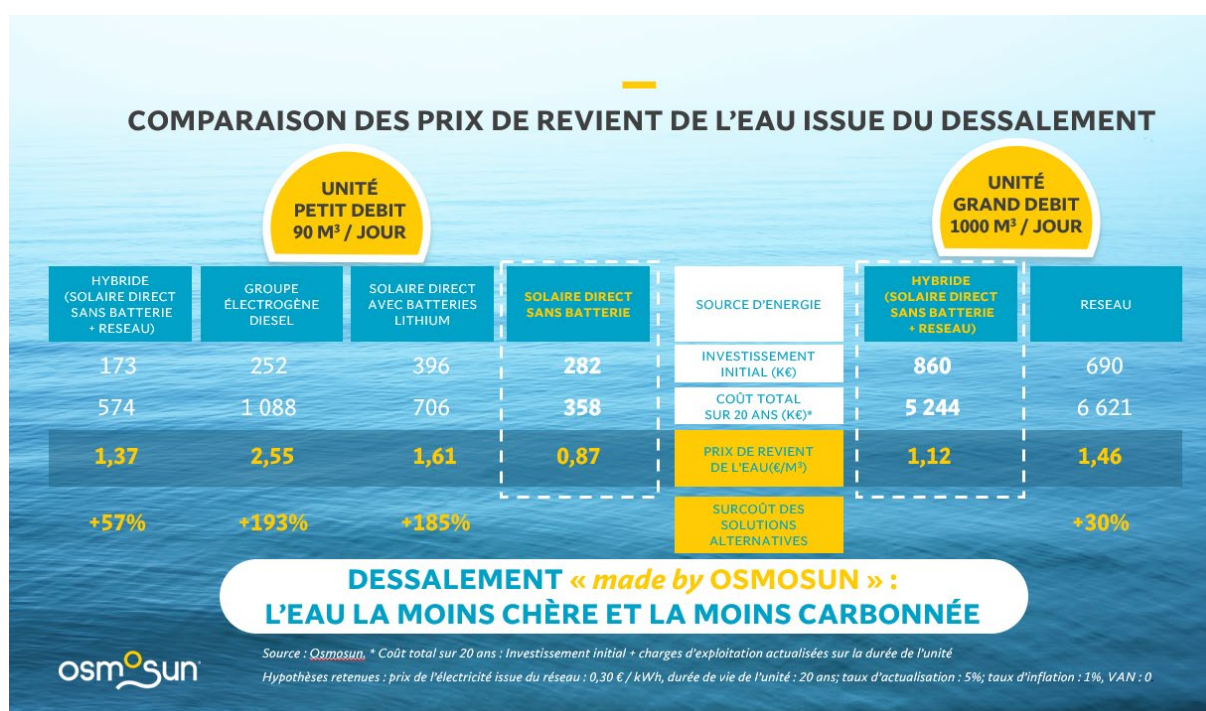 COMPARAISON DES PRIX DE REVIENT DE L'EAU ISSUE DU DESSALEMENT
UNITÉ
PETIT DEBIT
90 M³ / JOUR
UNITÉ
GRAND DEBIT
1000 M³ / JOUR
HYBRIDE
(SOLAIRE DIRECT
SANS BATTERIE
+ RESEAU)
GROUPE
ÉLECTROGÈNE
DIESEL
SOLAIRE DIRECT
AVEC BATTERIES
LITHIUM
SOLAIRE DIRECT
SANS BATTERIE
SOURCE D'ENERGIE
HYBRIDE
(SOLAIRE DIRECT
SANS BATTERIE
+ RESEAU)
RESEAU
173
252
396
282
INVESTISSEMENT
INITIAL (K€)
860
690
574
1 088
706
358
COÛT TOTAL
SUR 20 ANS (K€)*
5 244
6 621
1,37
2,55
1,61
0,87
PRIX DE REVIENT
DE L'EAU(€/M³)
1,12
1,46
+57%
+193%
+185%
SURCOÛT DES
SOLUTIONS
ALTERNATIVES
+30%
DESSALEMENT « made by OSMOSUN » :
L'EAU LA MOINS CHÈRE ET LA MOINS CARBONNÉE
osmosun
Source : Osmosun. * Coût total sur 20 ans : Investissement initial + charges d'exploitation actualisées sur la durée de l'unité
Hypothèses retenues : prix de l'électricité issue du réseau : 0,30 € / kWh, durée de vie de l'unité : 20 ans; taux d'actualisation : 5%; taux d'inflation : 1%, VAN : 0